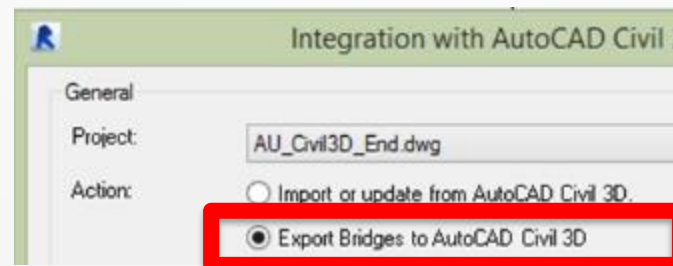 Integration with AutoCAD Civil
General
Project: AU_Civil3D_End.dwg
Action: Import or update from AutoCAD Civil 3D.
Export Bridges to AutoCAD Civil 3D